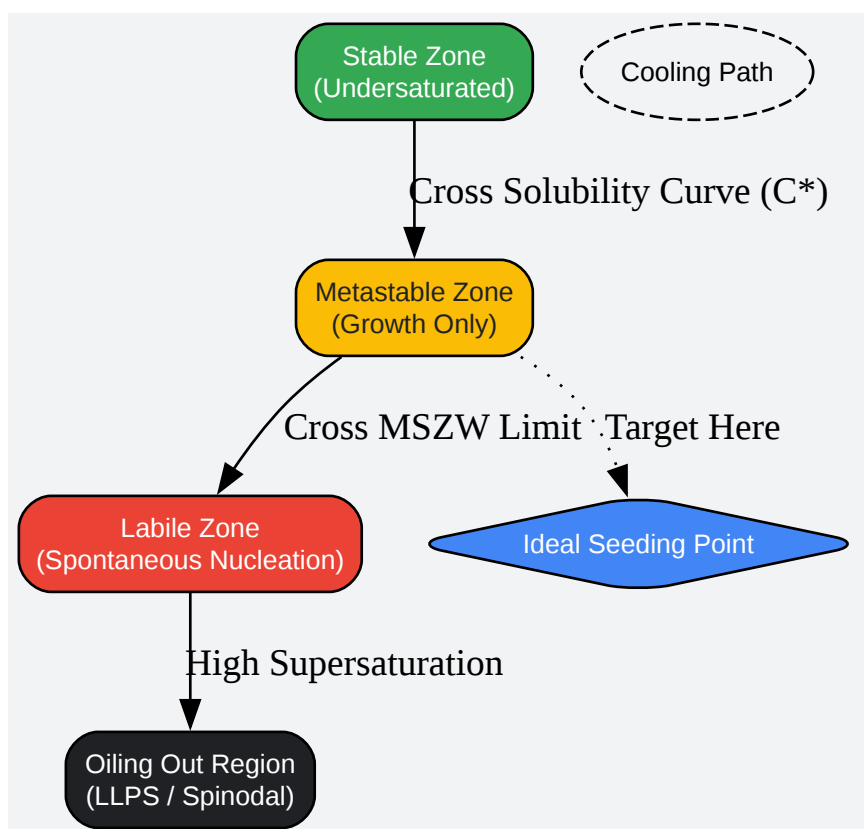 Stable Zone
(Undersaturated)
Cooling Path
Cross Solubility Curve (C*)
Metastable Zone
(Growth Only)
Cross MSZW Limit
Target Here
Labile Zone
(Spontaneous Nucleation)
Ideal Seeding Point
High Supersaturation
Oiling Out Region
(LLPS / Spinodal)